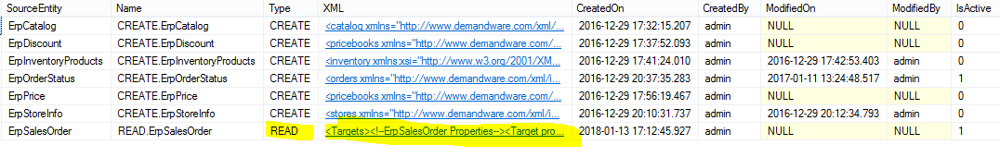 SourceEntity Name Type XML CreatedOn CreatedBy ModifiedOn ModifiedBy IsActive
ErpCatalog CREATE.ErpCatalog CREATE <catalog xmlns="http://www.demandware.com/xml/... 2016-12-29 17:32:15.207 admin NULL NULL 0
ErpDiscount CREATE.ErpDiscount CREATE <pricebooks xmlns="http://www.demandware.com/... 2016-12-29 17:37:52.093 admin NULL NULL 0
ErpInventoryProducts CREATE.ErpInventoryProducts CREATE <inventory xmlns:xsi="http://www.w3.org/2001/XM... 2016-12-29 17:41:24.010 admin 2016-12-29 17:42:53.403 admin 0
ErpOrderStatus CREATE.ErpOrderStatus CREATE <orders xmlns="http://www.demandware.com/xml/i... 2016-12-29 20:37:35.283 admin 2017-01-11 13:24:48.517 admin 1
ErpPrice CREATE.ErpPrice CREATE <pricebooks xmlns="http://www.demandware.com/... 2016-12-29 17:56:19.467 admin NULL NULL 0
ErpStoreInfo CREATE.ErpStoreInfo CREATE <stores xmlns="http://www.demandware.com/xml/i... 2016-12-29 20:10:31.737 admin 2016-12-29 20:12:34.793 admin 0
ErpSalesOrder READ.ErpSalesOrder READ <Targets><!--ErpSalesOrder Properties--><Target pro... 2018-01-13 17:12:45.927 admin NULL NULL 1